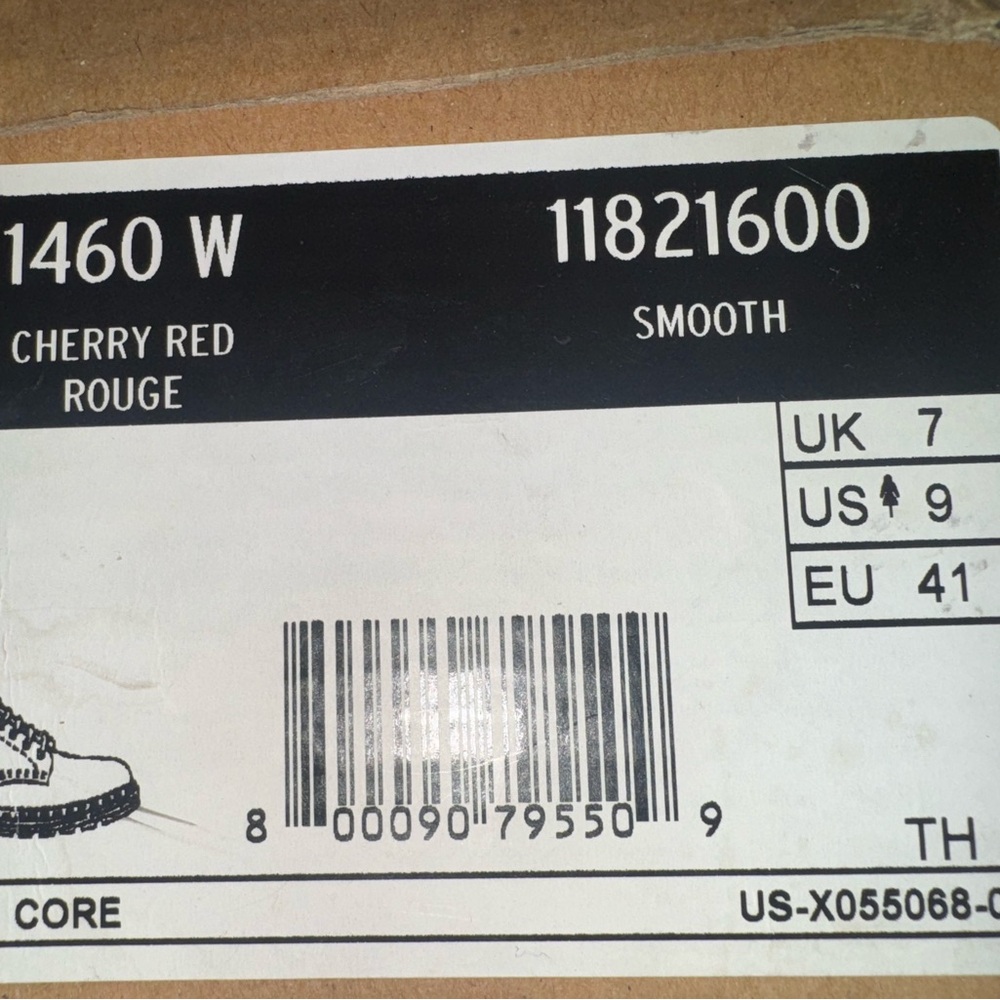 1460 W
11821600
CHERRY RED
SMOOTH
ROUGE
UK 7
US 9
EU 41
8 00090 79550 9
TH
CORE
US-X055068-0